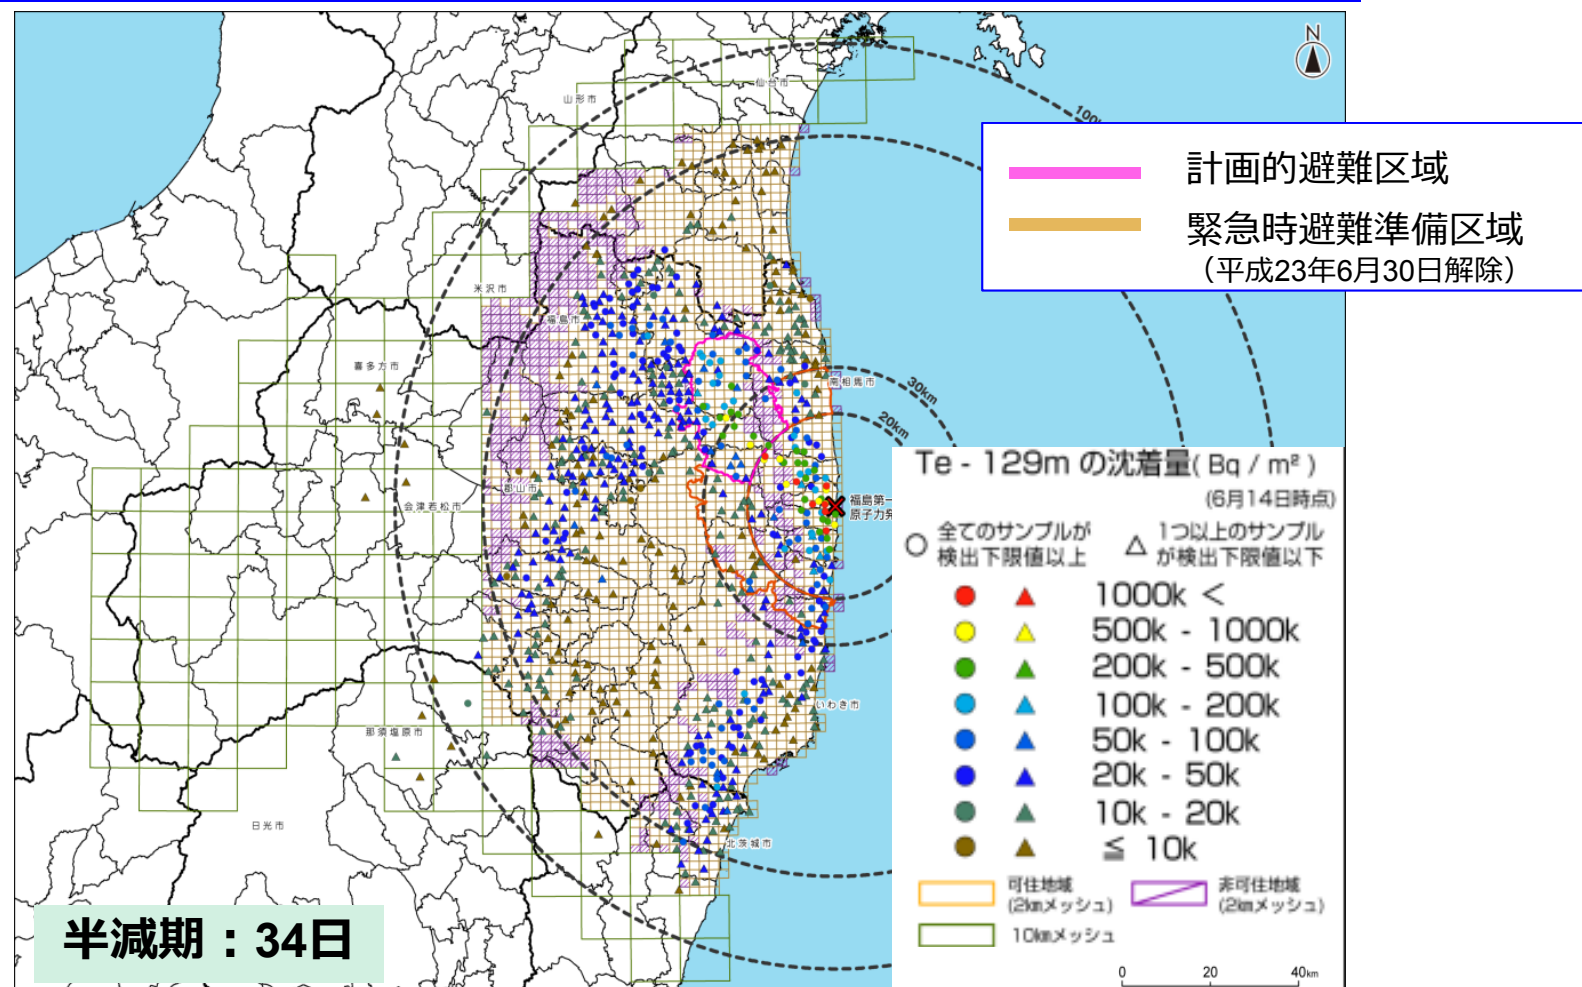 N
仙台市
山形市
100k
計画的避難区域
緊急時避難準備区域
（平成23年6月30日解除）
米沢市
福島市
喜多方市
南相馬市
30km
20km
郡山市
会津若松市
福島第一
原子力発
いわき市
那須塩原市
日光市
北茨城市
半減期：34日
Te - 129m の沈着量( Bq / m² )
(6月14日時点)
全てのサンプルが
検出下限値以上
1つ以上のサンプル
が検出下限値以下
1000k <
500k - 1000k
200k - 500k
100k - 200k
50k - 100k
20k - 50k
10k - 20k
≦ 10k
可住地域
(2kmメッシュ)
非可住地域
(2kmメッシュ)
10kmメッシュ
0 20 40km